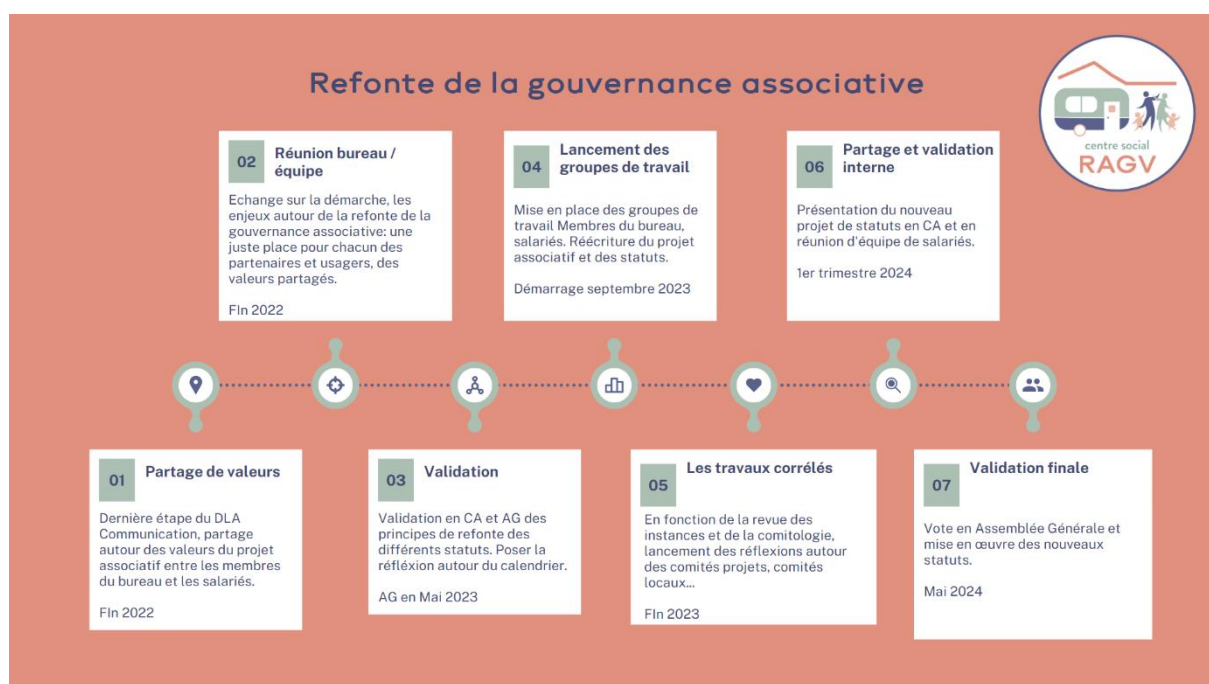 Refonte de la gouvernance associative
centre social
RAGV
01
Partage de valeurs
Dernière étape du DLA
Communication, partage
autour des valeurs du projet
associatif entre les membres
du bureau et les salariés.
FIn 2022
02
Réunion bureau /
équipe
Echange sur la démarche, les
enjeux autour de la refonte de la
gouvernance associative: une
juste place pour chacun des
partenaires et usagers, des
valeurs partagés.
FIn 2022
03
Validation
Validation en CA et AG des
principes de refonte des
différents statuts. Poser la
réfléxion autour du calendrier.
AG en Mai 2023
04
Lancement des
groupes de travail
Mise en place des groupes de
travail Membres du bureau,
salariés. Réécriture du projet
associatif et des statuts.
Démarrage septembre 2023
05
Les travaux corrélés
En fonction de la revue des
instances et de la comitologie,
lancement des réflexions autour
des comités projets, comités
locaux...
FIn 2023
06
Partage et validation
interne
Présentation du nouveau
projet de statuts en CA et en
réunion d'équipe de salariés.
1er trimestre 2024
07
Validation finale
Vote en Assemblée Générale et
mise en œuvre des nouveaux
statuts.
Mai 2024